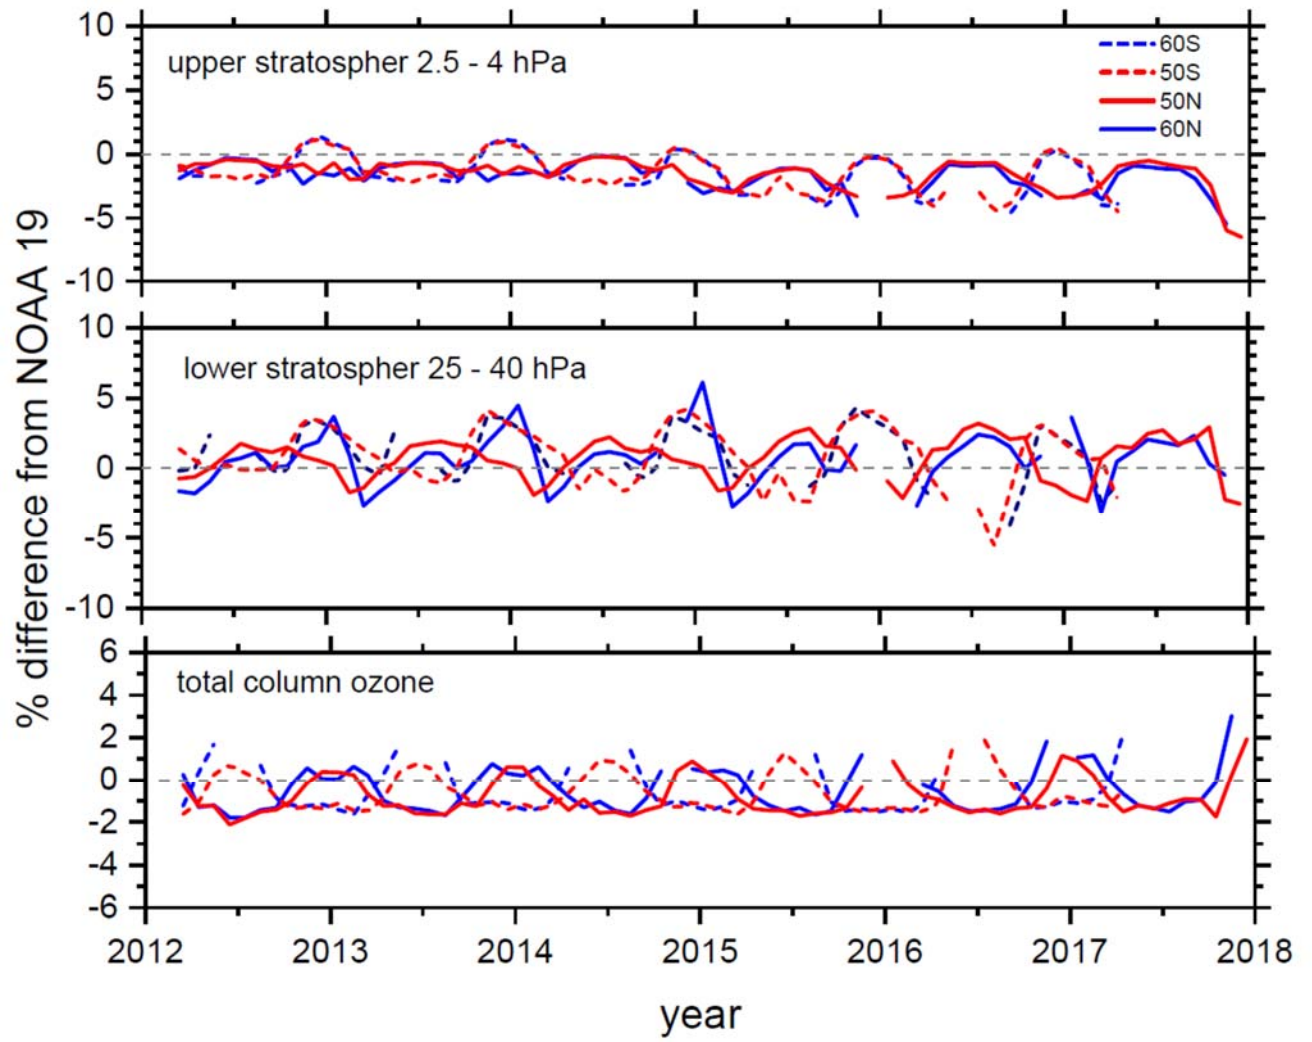 % difference from NOAA 19
10
5
0
-5
-10
upper stratospher 2.5 - 4 hPa
60S
50S
50N
60N
10
5
0
-5
-10
lower stratospher 25 - 40 hPa
6
4
2
0
-2
-4
-6
total column ozone
2012 2013 2014 2015 2016 2017 2018
year